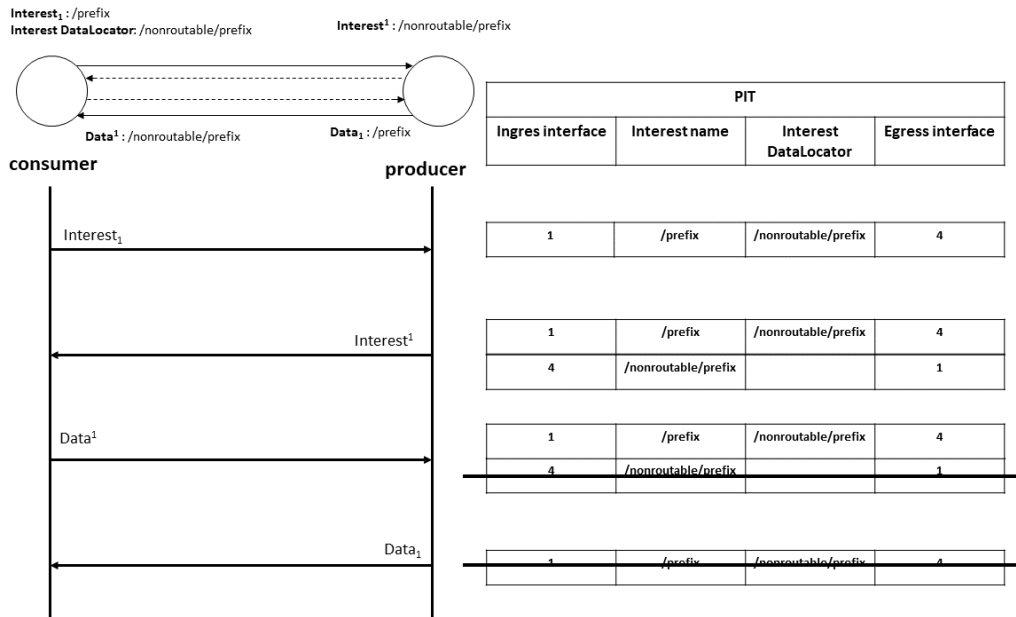 Interest₁ : /prefix
Interest DataLocator: /nonroutable/prefix
Interest¹ : /nonroutable/prefix
Data¹ : /nonroutable/prefix
Data₁ : /prefix
consumer
producer
PIT
Ingres interface Interest name Interest DataLocator Egress interface
Interest₁
1 /prefix /nonroutable/prefix 4
Interest¹
1 /prefix /nonroutable/prefix 4
4 /nonroutable/prefix 1
Data¹
1 /prefix /nonroutable/prefix 4
4 /nonroutable/prefix 1
Data₁
1 /prefix /nonroutable/prefix 4